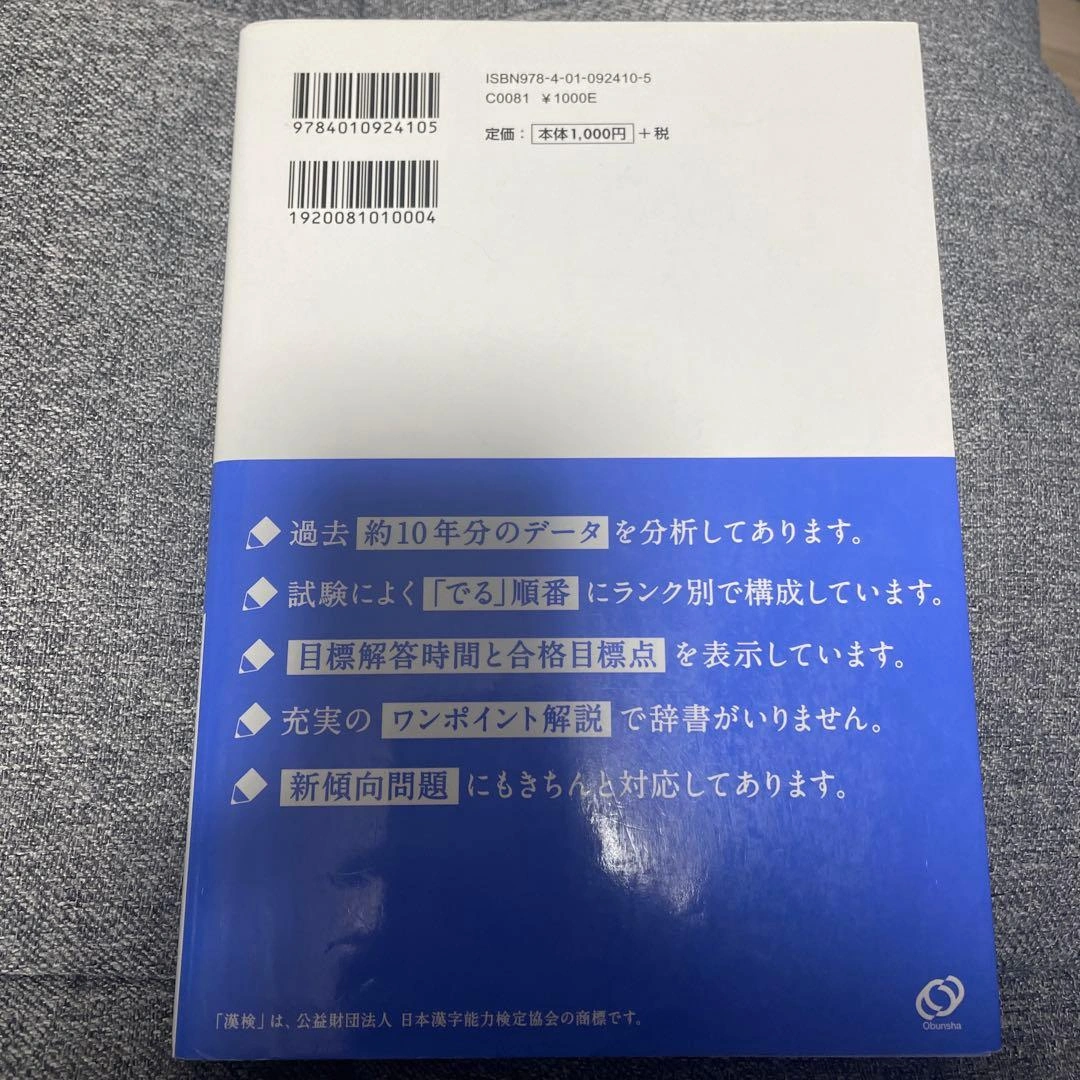 9784010924105
1920081010004
ISBN978-4-01-092410-5
C0081 ¥1000E
定価：本体1,000円＋税
過去 約10年分のデータ を分析してあります。
試験によく 「でる」順番 にランク別で構成しています。
目標解答時間と合格目標点 を表示しています。
充実の ワンポイント解説 で辞書がいりません。
新傾向問題 にもきちんと対応してあります。
「漢検」は、公益財団法人 日本漢字能力検定協会の商標です。
Obunsha